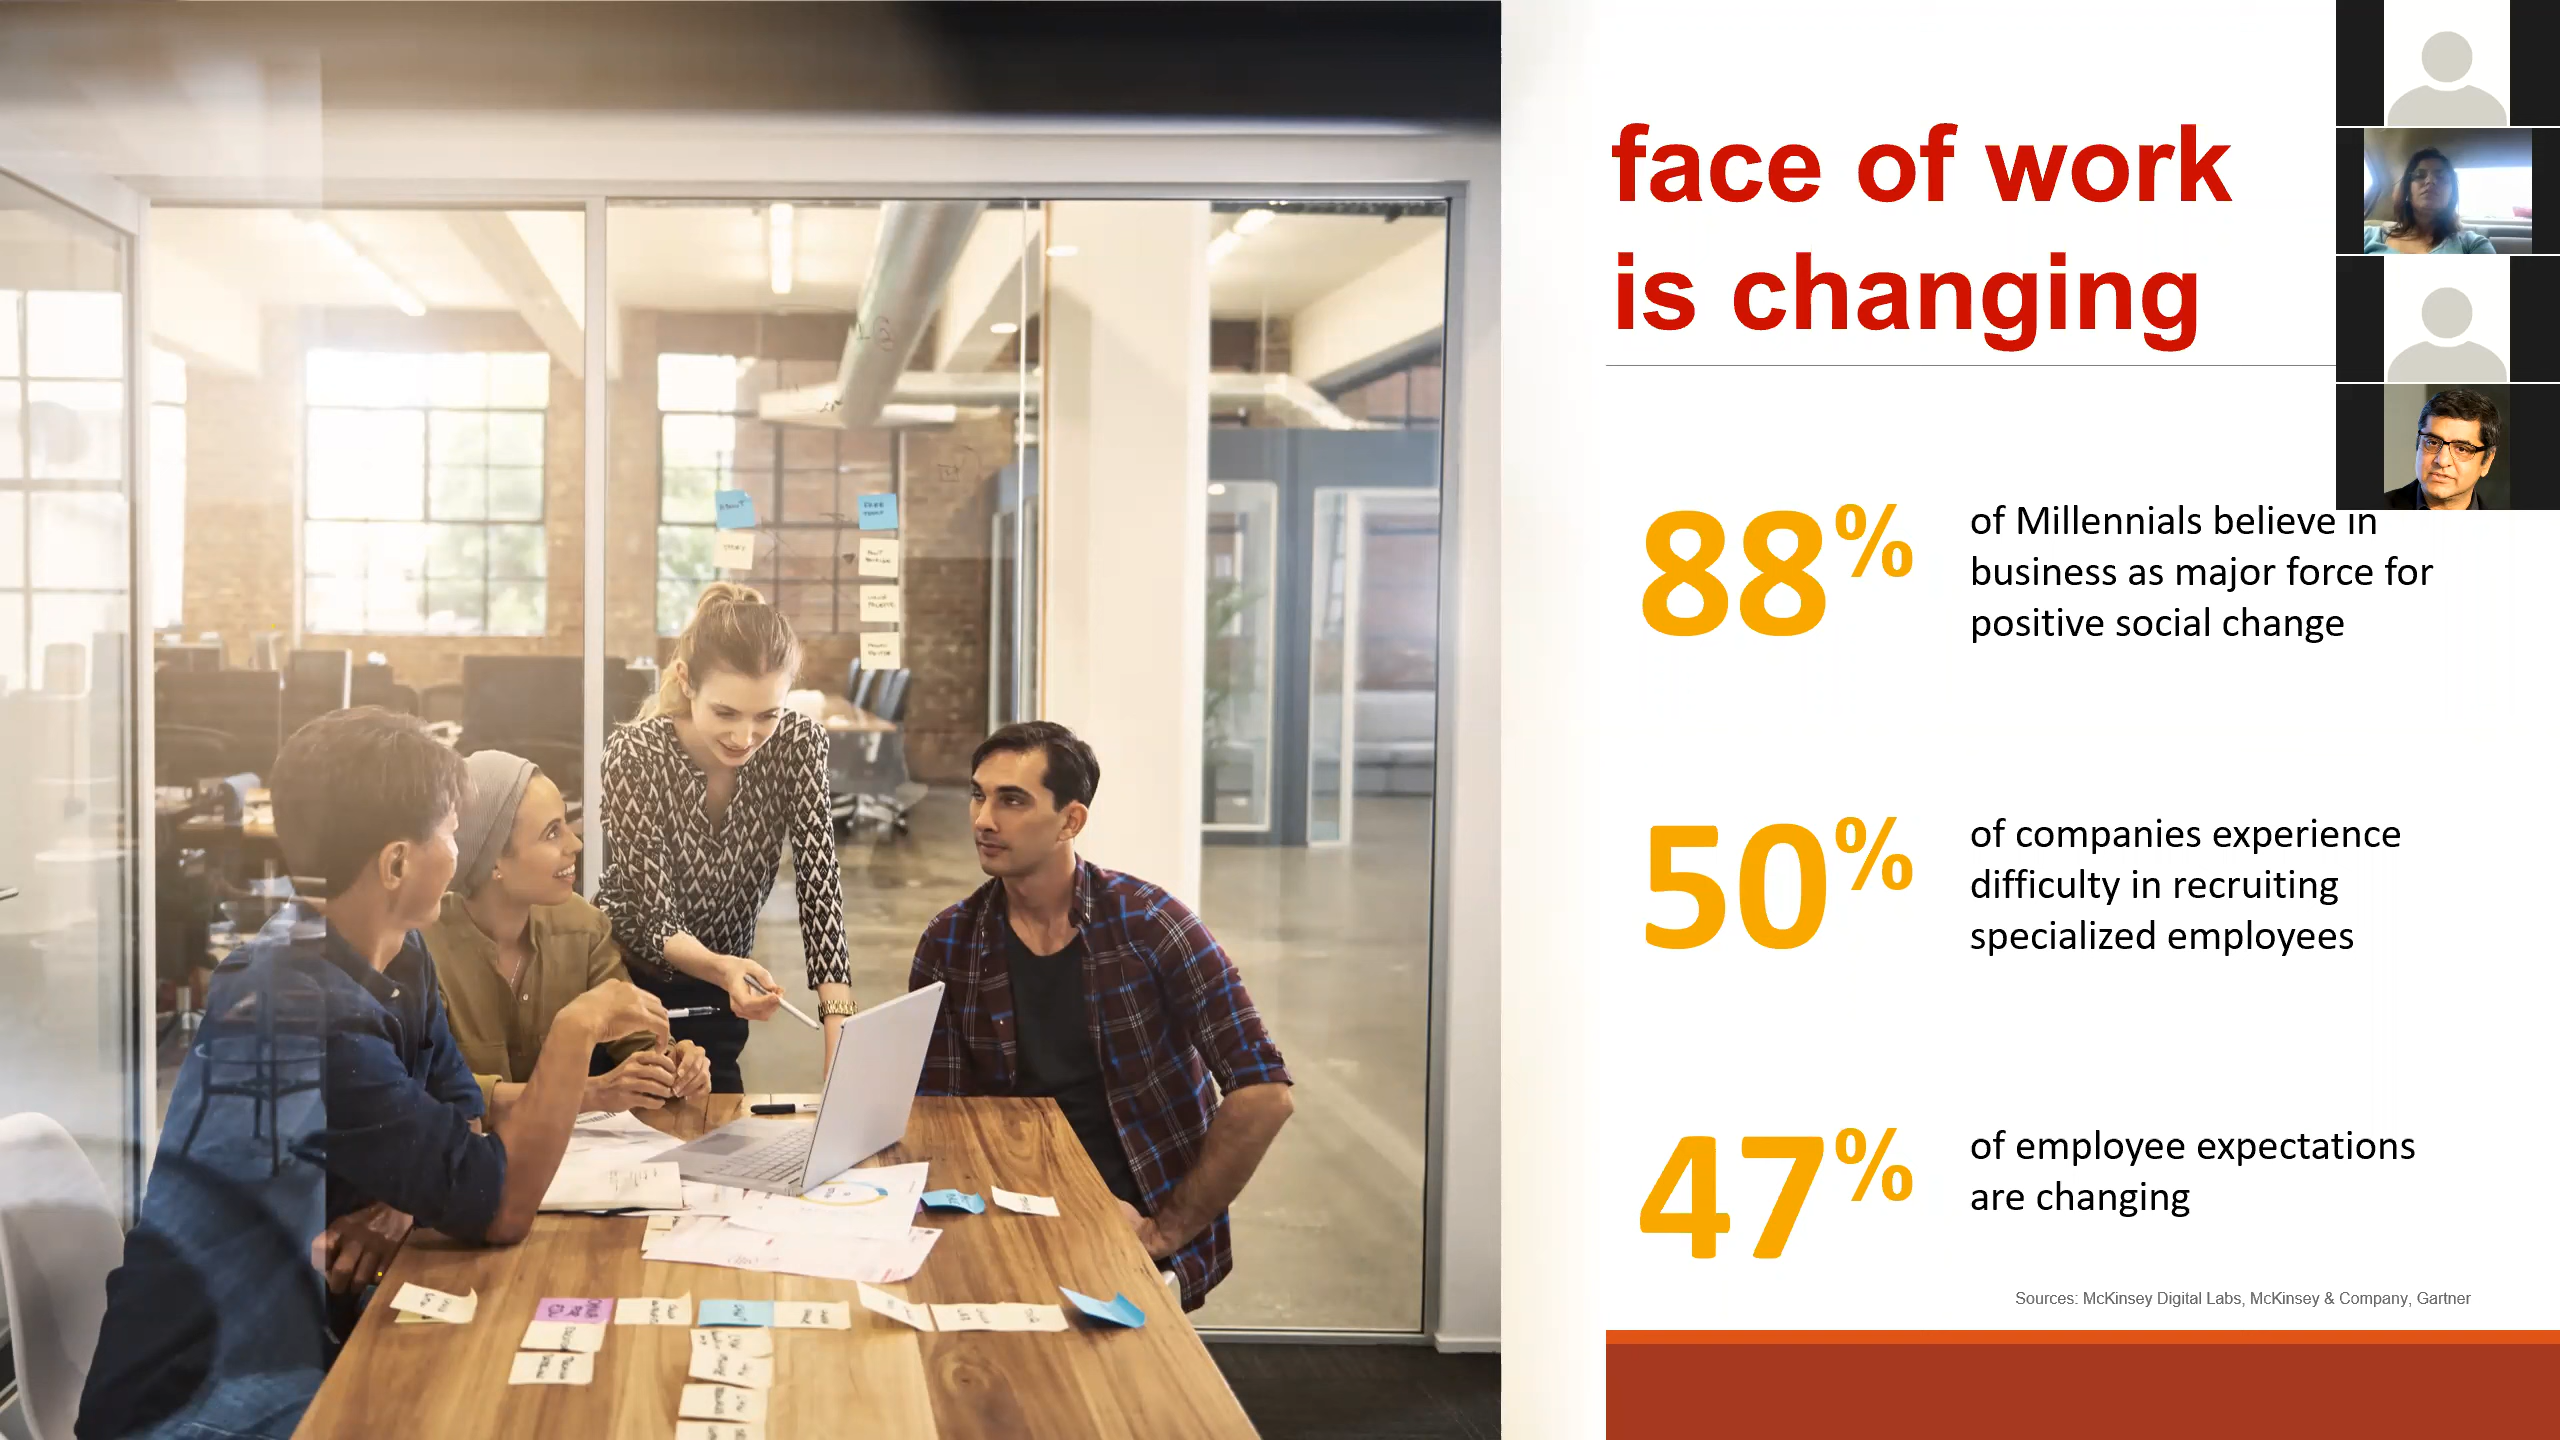 face of work
is changing
88%
of Millennials believe in
business as major force for
positive social change
50%
of companies experience
difficulty in recruiting
specialized employees
47%
of employee expectations
are changing
Sources: McKinsey Digital Labs, McKinsey & Company, Gartner